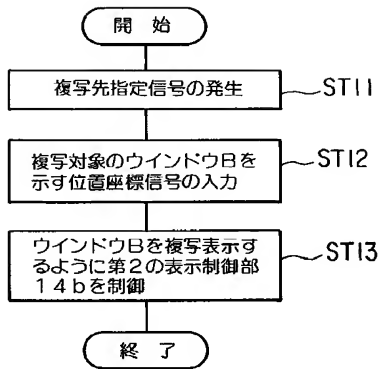 開始
複写先指定信号の発生
ST11
複写対象のウインドウBを
示す位置座標信号の入力
ST12
ウインドウBを複写表示す
るように第2の表示制御部
14bを制御
ST13
終了